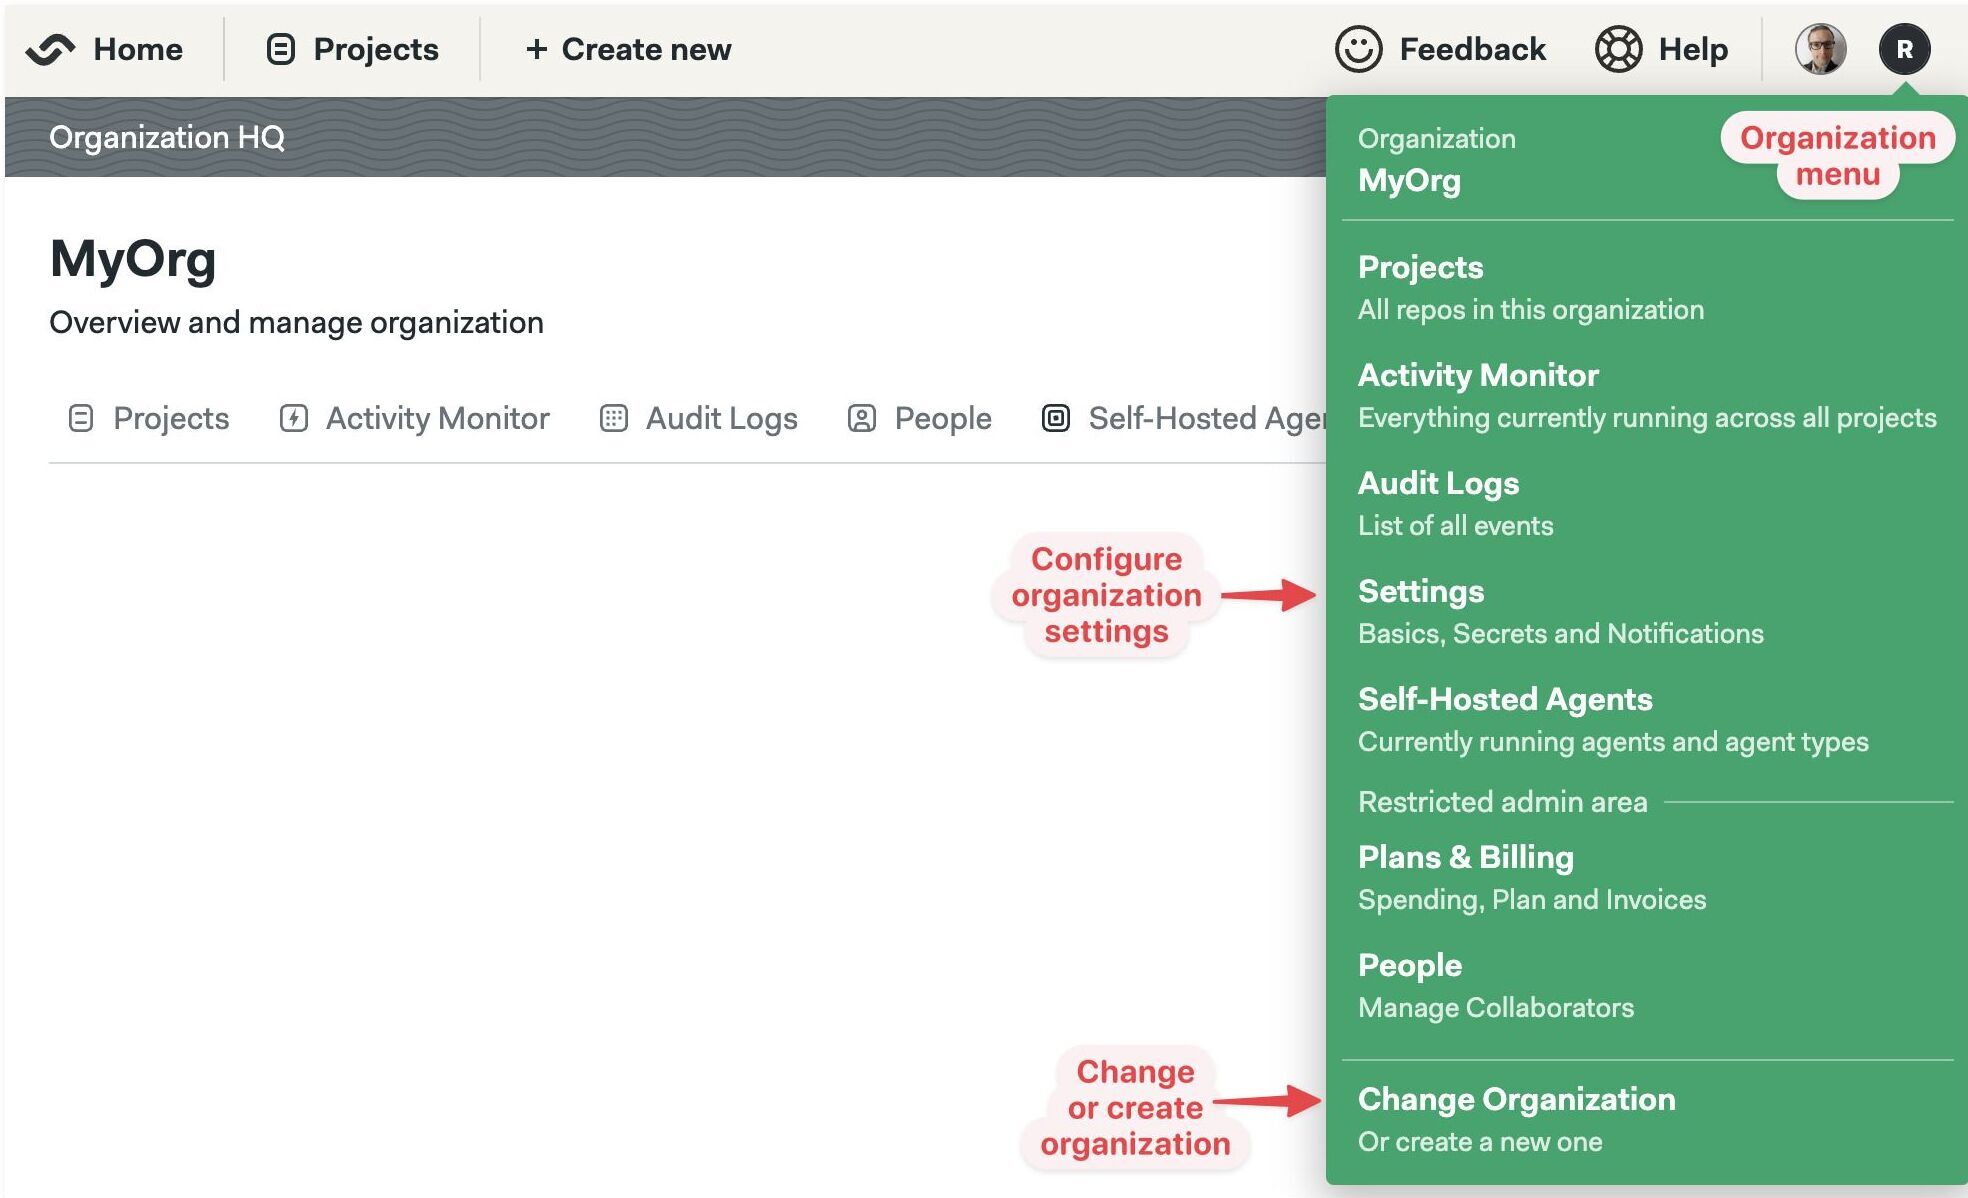 Home
Projects
+ Create new
Feedback
Help
R
Organization HQ
MyOrg
Overview and manage organization
Projects
Activity Monitor
Audit Logs
People
Self-Hosted Agen
Organization
MyOrg
Organization
menu
Projects
All repos in this organization
Activity Monitor
Everything currently running across all projects
Audit Logs
List of all events
Configure
organization
settings
Settings
Basics, Secrets and Notifications
Self-Hosted Agents
Currently running agents and agent types
Restricted admin area
Plans & Billing
Spending, Plan and Invoices
People
Manage Collaborators
Change
or create
organization
Change Organization
Or create a new one